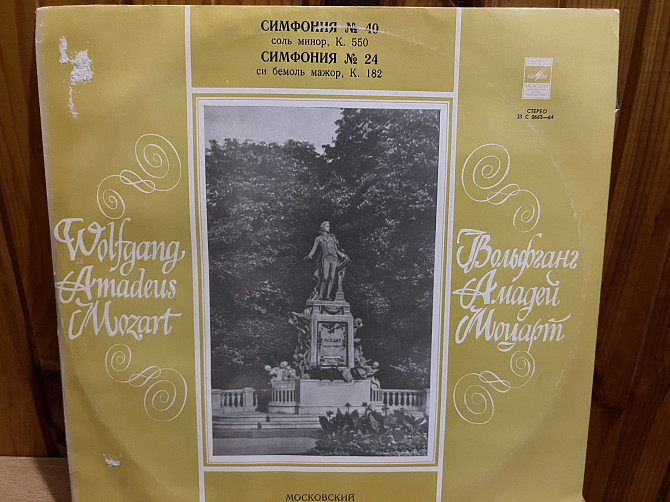 СИМФОНИЯ № 40
соль минор, К. 550
СИМФОНИЯ № 24
си бемоль мажор, К. 182
СТЕРЕО
33 С 0663—64
Wolfgang
Amadeus
Mozart
Вольфганг
Амадей
Моцарт
MOZART
МОСКОВСКИЙ